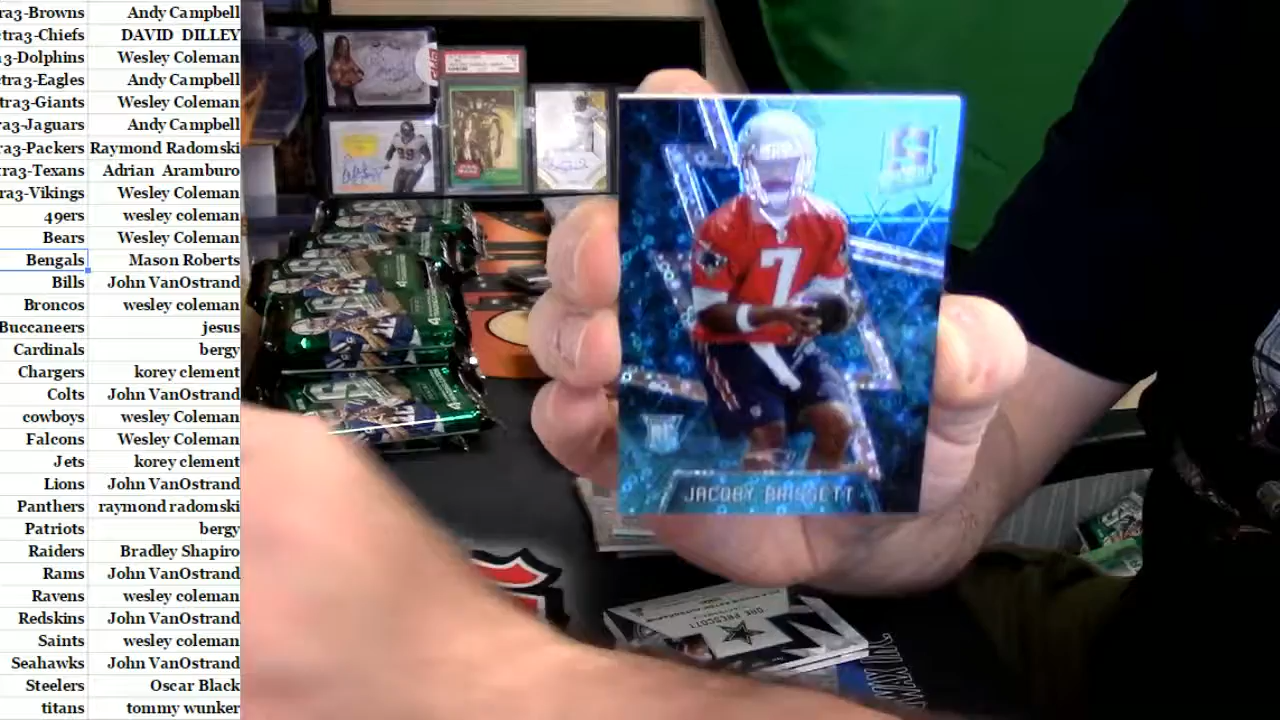 ra3-Browns Andy Campbell
tra3-Chiefs DAVID DILLEY
3-Dolphins Wesley Coleman
tra3-Eagles Andy Campbell
tra3-Giants Wesley Coleman
tra3-Jaguars Andy Campbell
ra3-Packers Raymond Radomski
tra3-Texans Adrian Aramburo
ra3-Vikings Wesley Coleman
49ers wesley coleman
Bears Wesley Coleman
Bengals Mason Roberts
Bills John VanOstrand
Broncos wesley coleman
Buccaneers jesus
Cardinals bergy
Chargers korey clement
Colts John VanOstrand
cowboys wesley Coleman
Falcons Wesley Coleman
Jets korey clement
Lions John VanOstrand
Panthers raymond radomski
Patriots bergy
Raiders Bradley Shapiro
Rams John VanOstrand
Ravens wesley coleman
Redskins John VanOstrand
Saints wesley coleman
Seahawks John VanOstrand
Steelers Oscar Black
titans tommy wunker
7
JACOBY BRISSETT
PRESCOTT